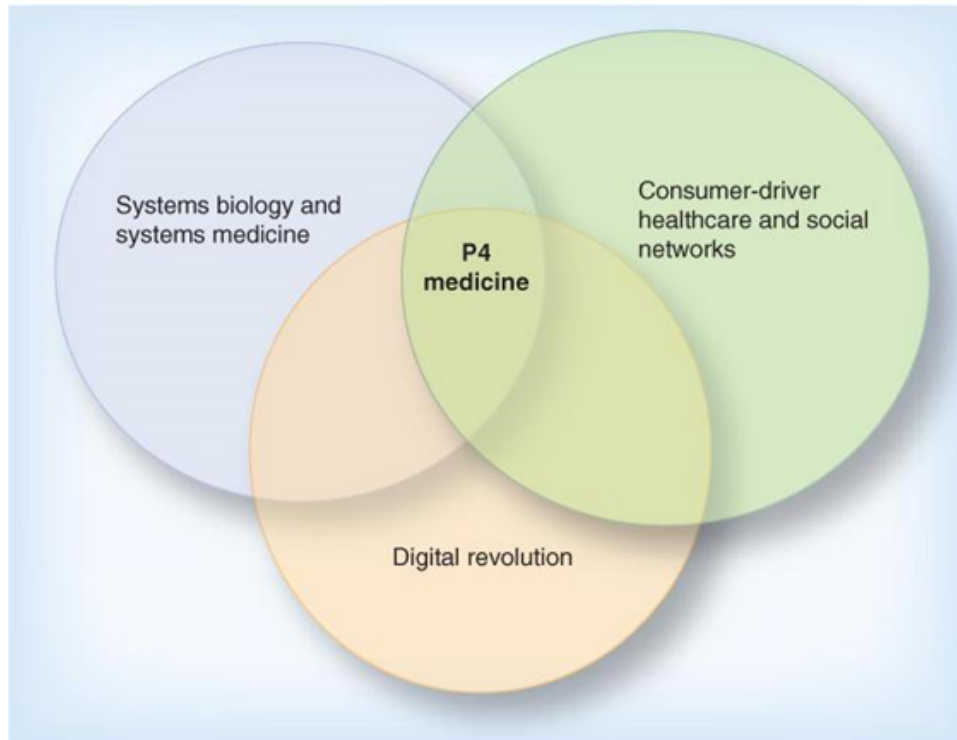 Systems biology and
systems medicine
Consumer-driver
healthcare and social
networks
P4
medicine
Digital revolution